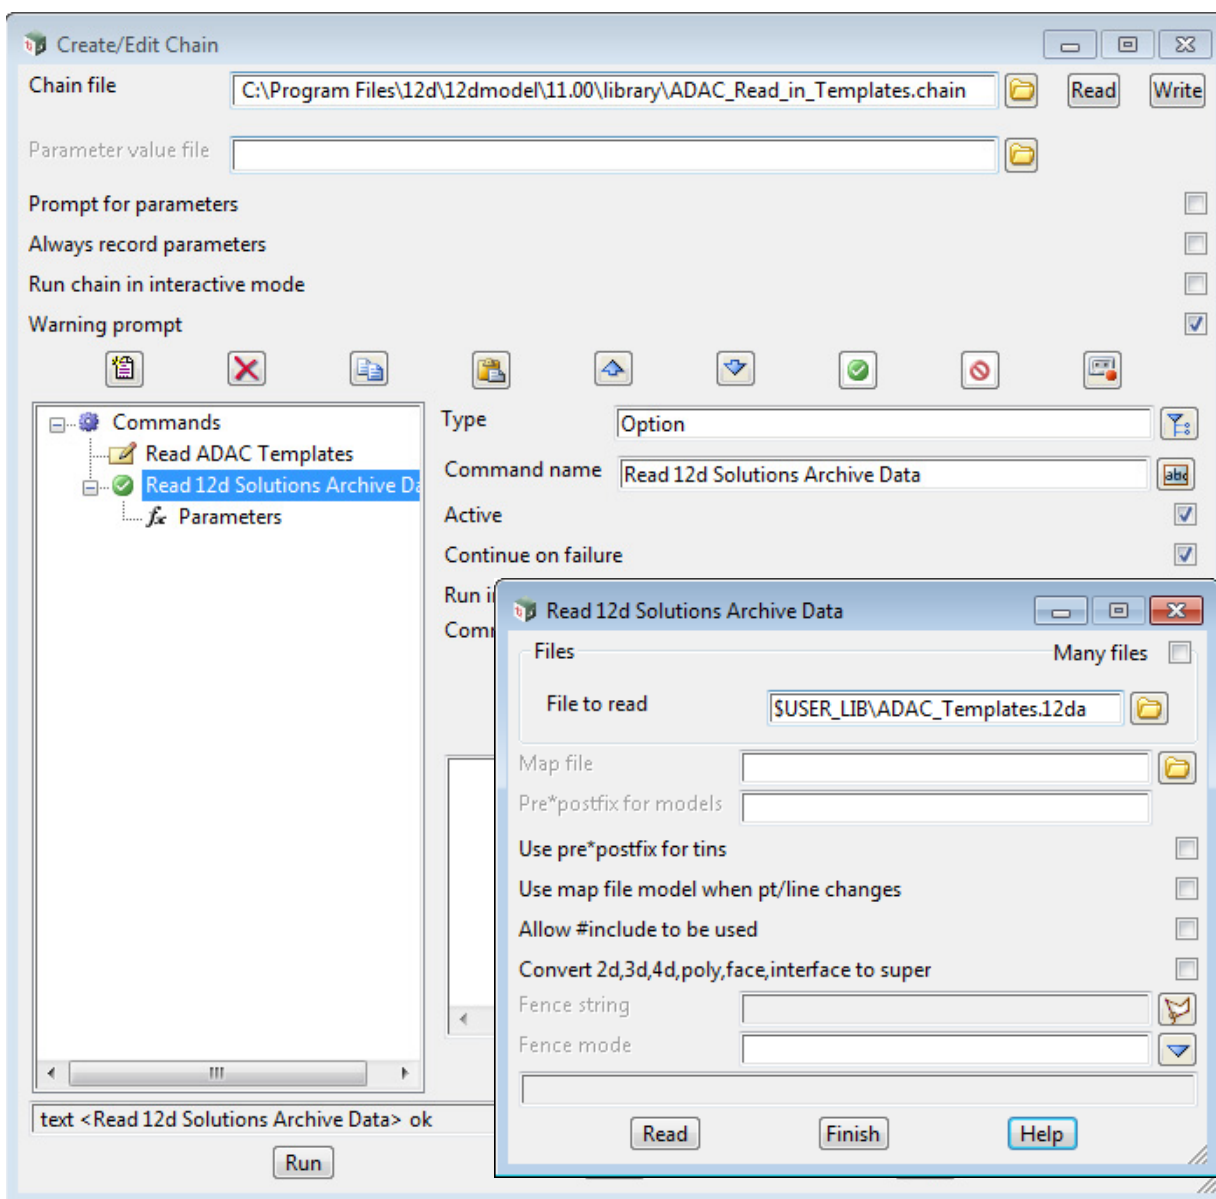 Create/Edit Chain
Chain file
C:\Program Files\12d\12dmodel\11.00\library\ADAC_Read_in_Templates.chain
Read
Write
Parameter value file
Prompt for parameters
Always record parameters
Run chain in interactive mode
Warning prompt
Commands
Read ADAC Templates
Read 12d Solutions Archive Da
Parameters
Type
Option
Command name
Read 12d Solutions Archive Data
abc
Active
Continue on failure
Run i
Com
Read 12d Solutions Archive Data
Files
Many files
File to read
$USER_LIB\ADAC_Templates.12da
Map file
Pre*postfix for models
Use pre*postfix for tins
Use map file model when pt/line changes
Allow #include to be used
Convert 2d,3d,4d,poly,face,interface to super
Fence string
Fence mode
Read
Finish
Help
text <Read 12d Solutions Archive Data> ok
Run